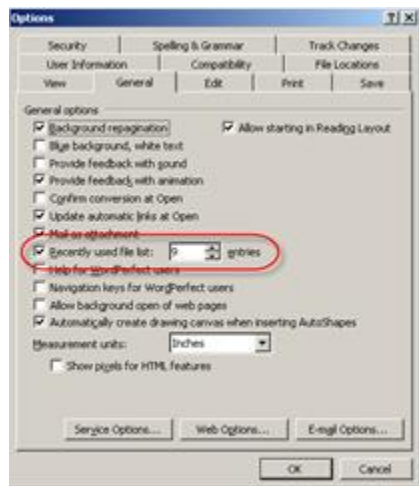 Options
Security Spelling & Grammar Track Changes
User Information Compatibility File Locations
View General Edit Print Save
General options
Background repagination Allow starting in Reading Layout
Blue background, white text
Provide feedback with sound
Provide feedback with animation
Confirm conversion at Open
Update automatic links at Open
Mail as attachment
Recently used file list: 9 entries
Help for WordPerfect users
Navigation keys for WordPerfect users
Allow background open of web pages
Automatically create drawing canvas when inserting AutoShapes
Measurement units: Inches
Show pixels for HTML features
Service Options... Web Options... E-mail Options...
OK Cancel